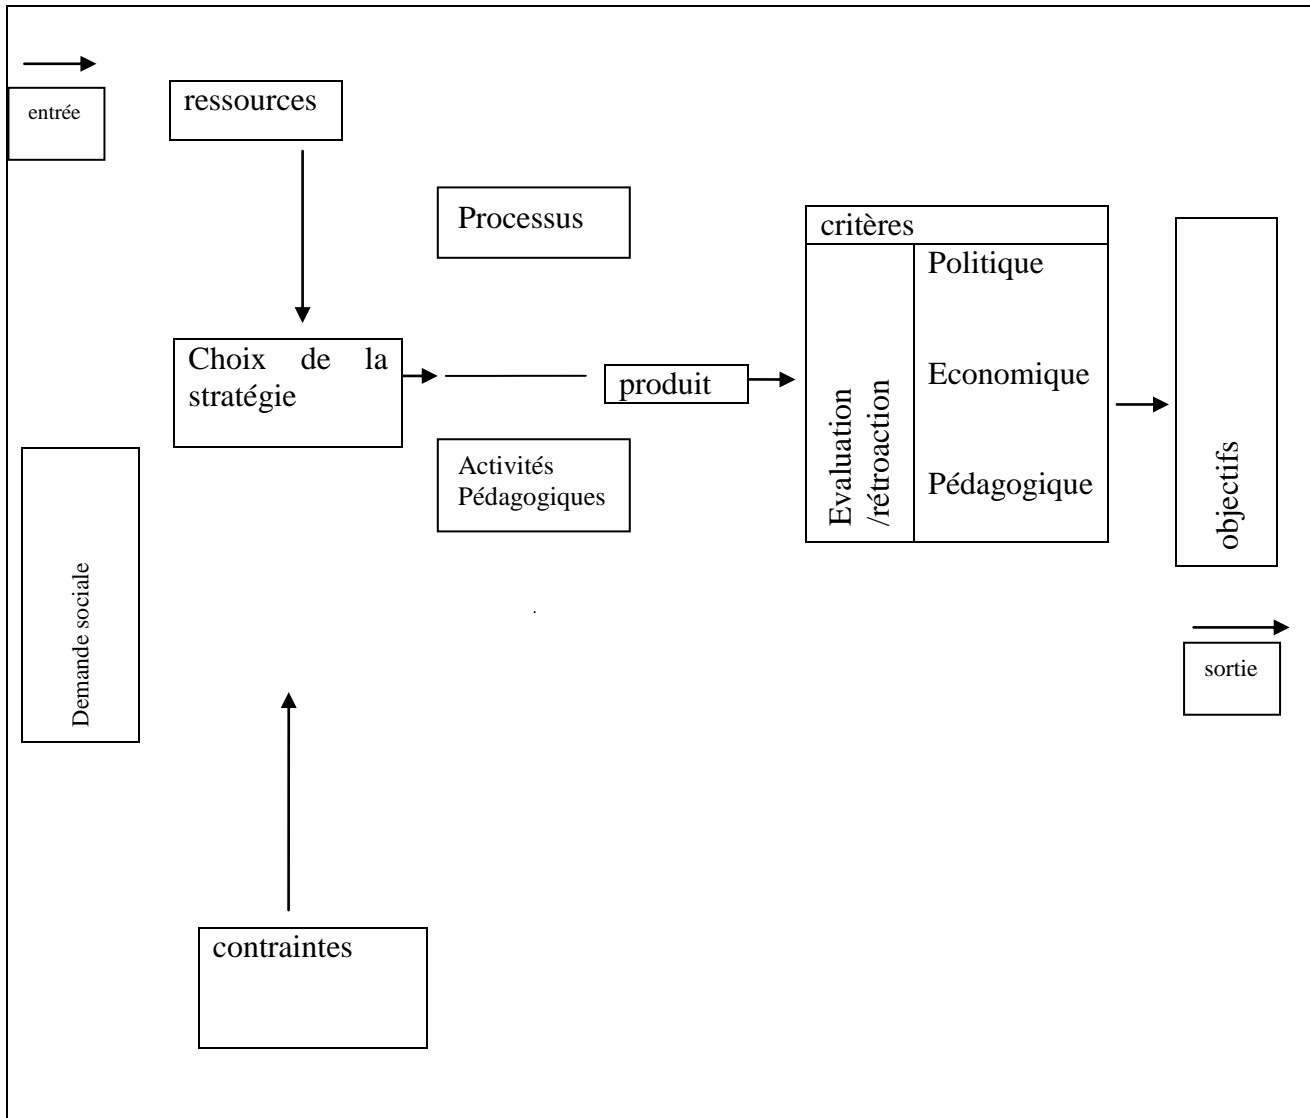 entrée
ressources
Processus
critères
Politique
Choix de la
stratégie
produit
Economique
Evaluation
/rétroaction
Activités
Pédagogiques
Pédagogique
objectifs
Demande sociale
sortie
contraintes